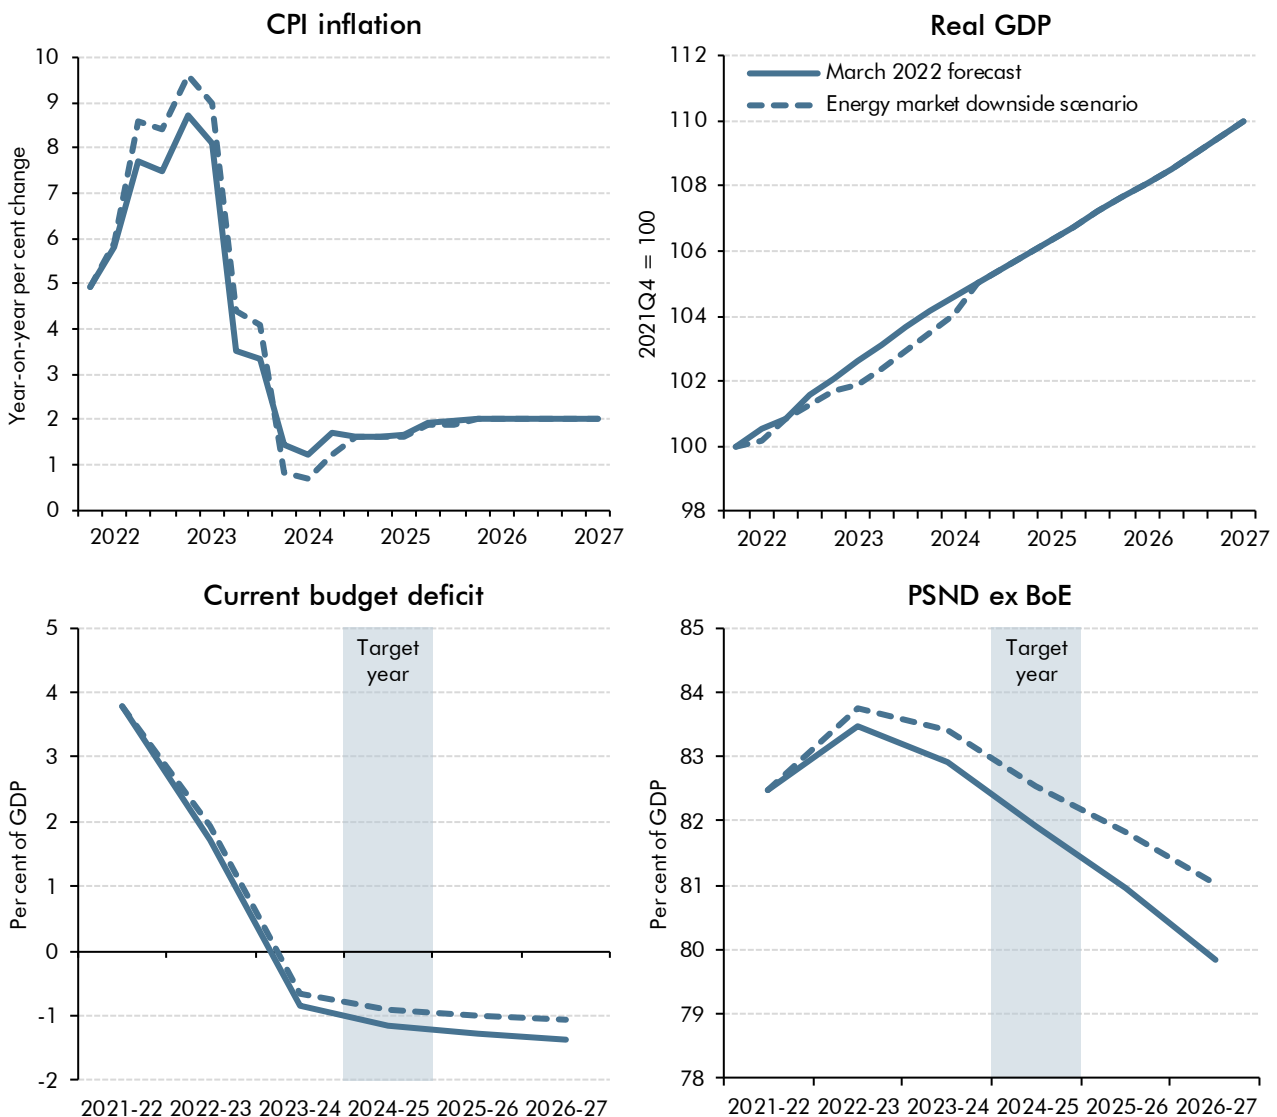 CPI inflation
Year-on-year per cent change
10
9
8
7
6
5
4
3
2
1
0
2022 2023 2024 2025 2026 2027
Real GDP
March 2022 forecast
Energy market downside scenario
2021Q4 = 100
112
110
108
106
104
102
100
98
2022 2023 2024 2025 2026 2027
Current budget deficit
Target
year
Per cent of GDP
5
4
3
2
1
0
-1
-2
2021-22 2022-23 2023-24 2024-25 2025-26 2026-27
PSND ex BoE
Target
year
Per cent of GDP
85
84
83
82
81
80
79
78
2021-22 2022-23 2023-24 2024-25 2025-26 2026-27